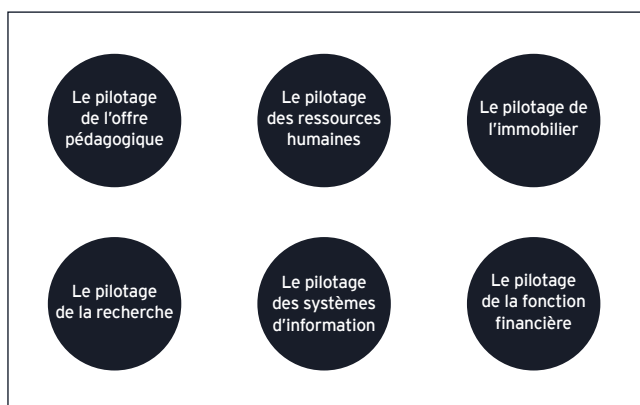 Le pilotage
de l'offre
pédagogique
Le pilotage
des ressources
humaines
Le pilotage de
l'immobilier
Le pilotage
de la recherche
Le pilotage
des systèmes
d'information
Le pilotage
de la fonction
financière